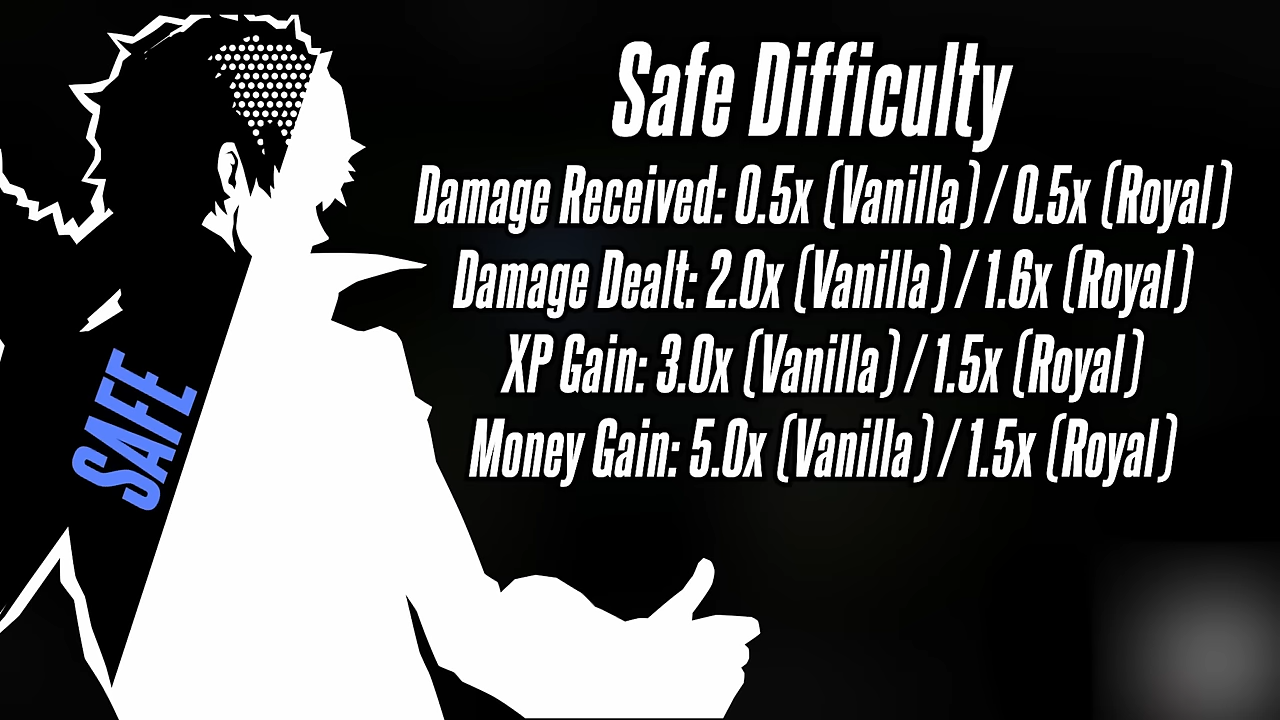 Safe Difficulty
Damage Received: 0.5x (Vanilla) / 0.5x (Royal)
Damage Dealt: 2.0x (Vanilla) / 1.6x (Royal)
XP Gain: 3.0x (Vanilla) / 1.5x (Royal)
Money Gain: 5.0x (Vanilla) / 1.5x (Royal)
SAFE